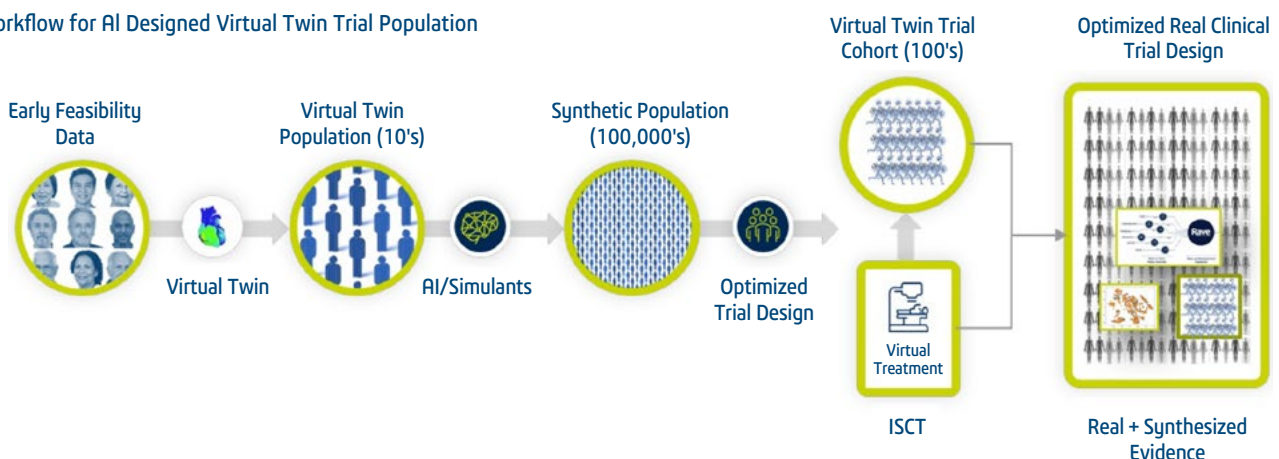 orkflow for AI Designed Virtual Twin Trial Population
Early Feasibility
Data
Virtual Twin
Virtual Twin
Population (10's)
AI/Simulants
Synthetic Population
(100,000's)
Optimized
Trial Design
Virtual Twin Trial
Cohort (100's)
Virtual
Treatment
ISCT
Optimized Real Clinical
Trial Design
Rave
Real + Synthesized
Evidence